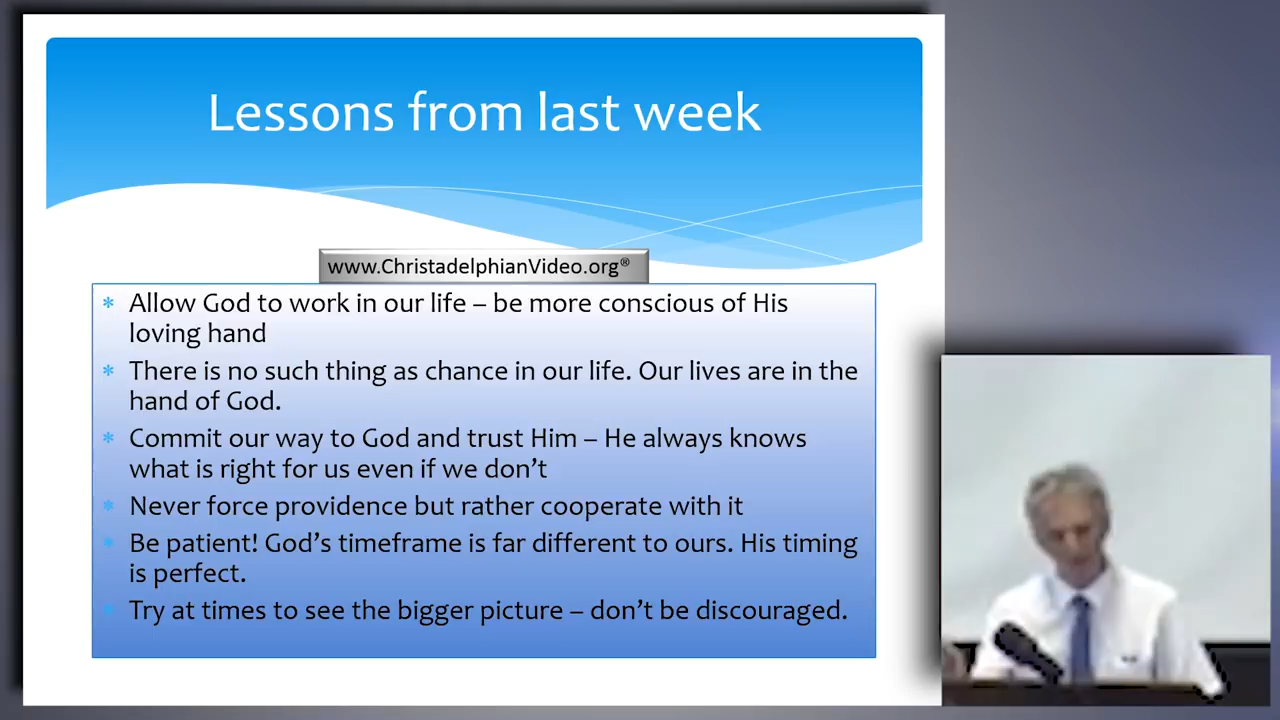 Lessons from last week
www.ChristadelphianVideo.org®
* Allow God to work in our life – be more conscious of His
loving hand
* There is no such thing as chance in our life. Our lives are in the
hand of God.
* Commit our way to God and trust Him – He always knows
what is right for us even if we don't
* Never force providence but rather cooperate with it
* Be patient! God's timeframe is far different to ours. His timing
is perfect.
* Try at times to see the bigger picture – don't be discouraged.